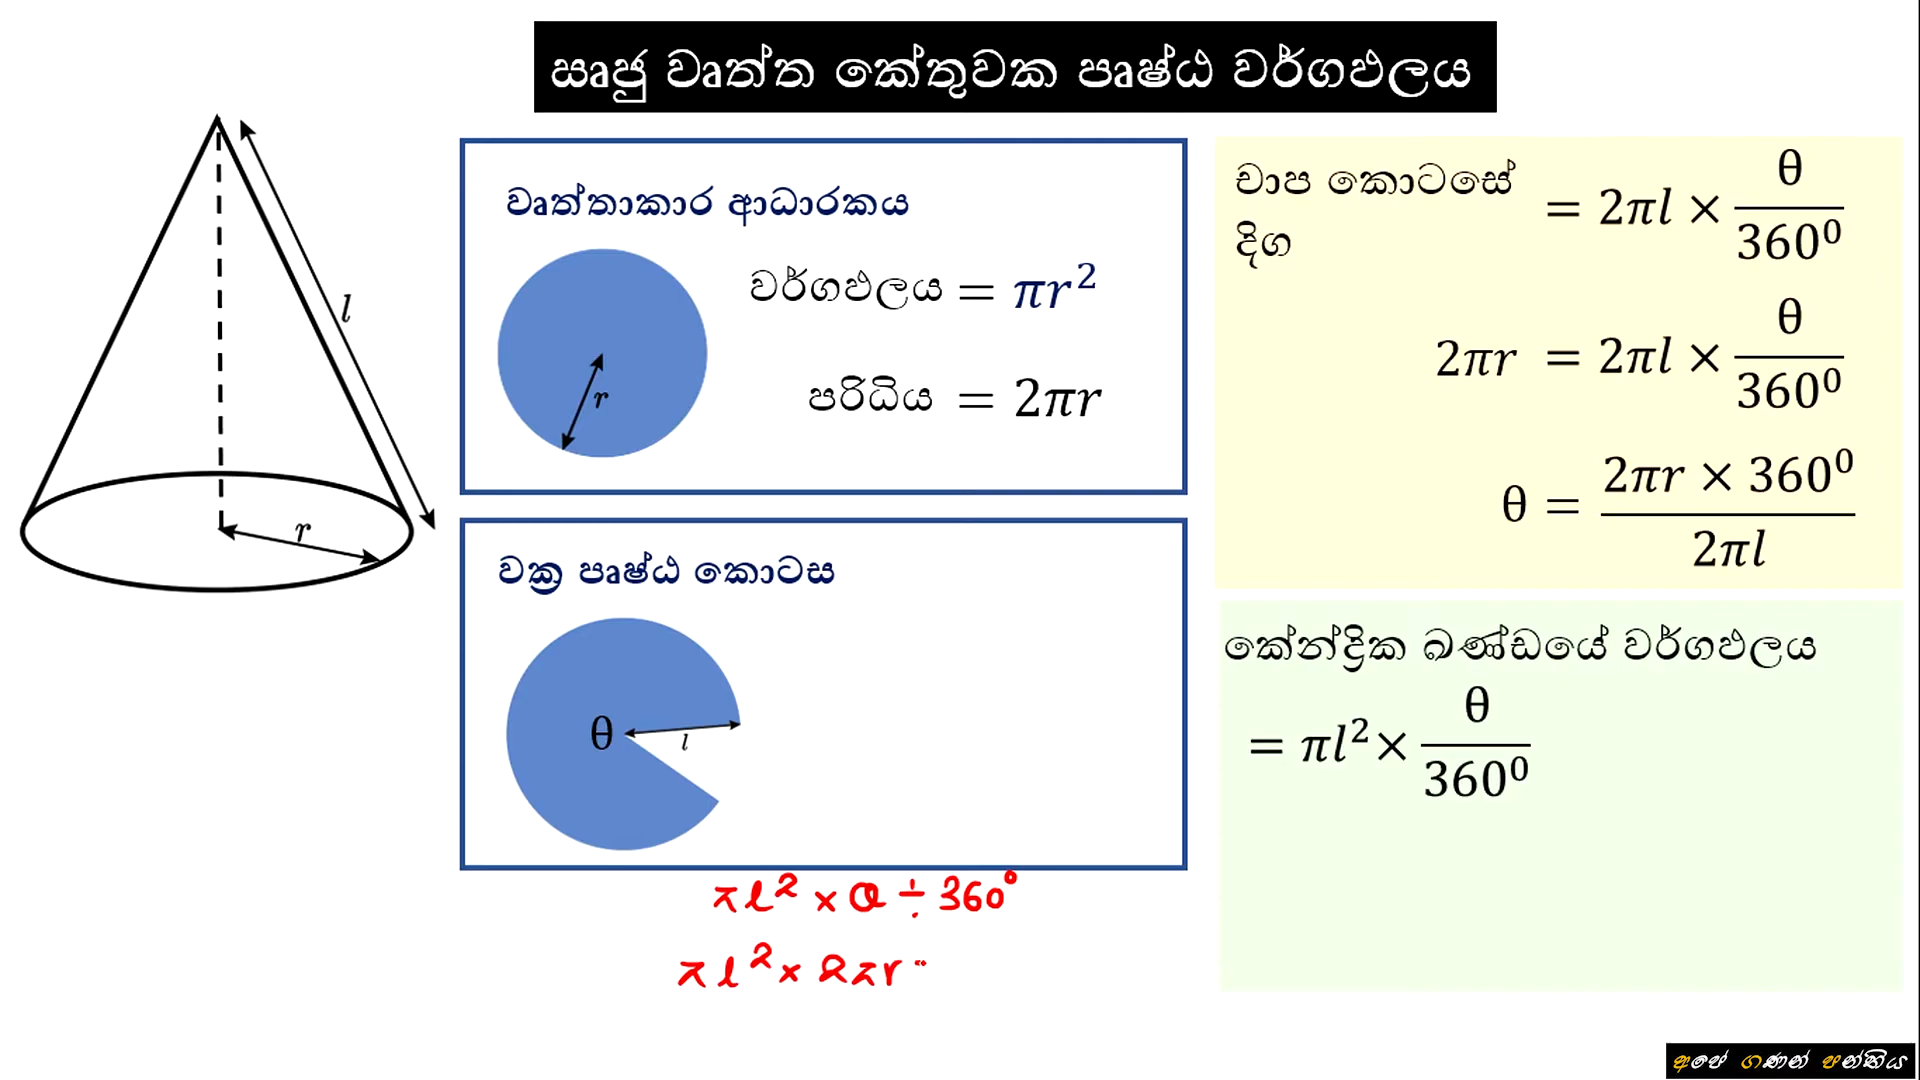 සෘජු වෘත්ත කේතුවක පෘෂ්ඨ වර්ගඵලය
l
r
වෘත්තාකාර ආධාරකය
r
වර්ගඵලය = πr²
පරිධිය = 2πr
වක්‍ර පෘෂ්ඨ කොටස
θ
l
πl² × θ ÷ 360°
πl² × 2πr
චාප කොටසේ දිග = 2πl × θ/360⁰
2πr = 2πl × θ/360⁰
θ = 2πr × 360⁰/2πl
කේන්ද්‍රික ඛණ්ඩයේ වර්ගඵලය
= πl² × θ/360⁰
අපේ ගණන් පන්තිය